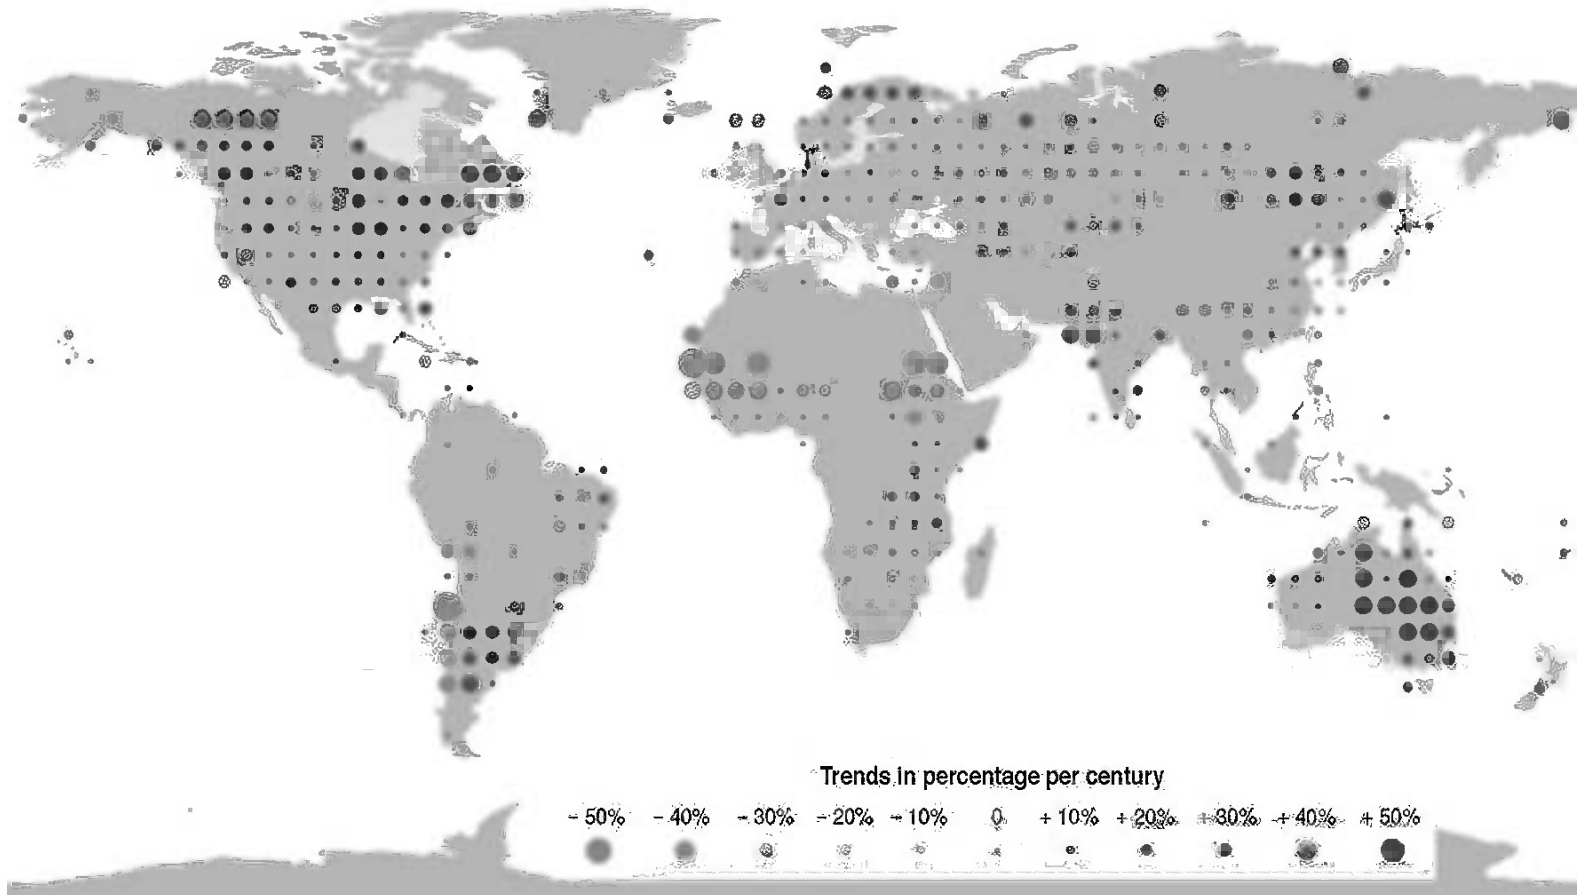 Trends in percentage per century
- 50% - 40% - 30% - 20% - 10% 0 + 10% + 20% + 30% + 40% + 50%